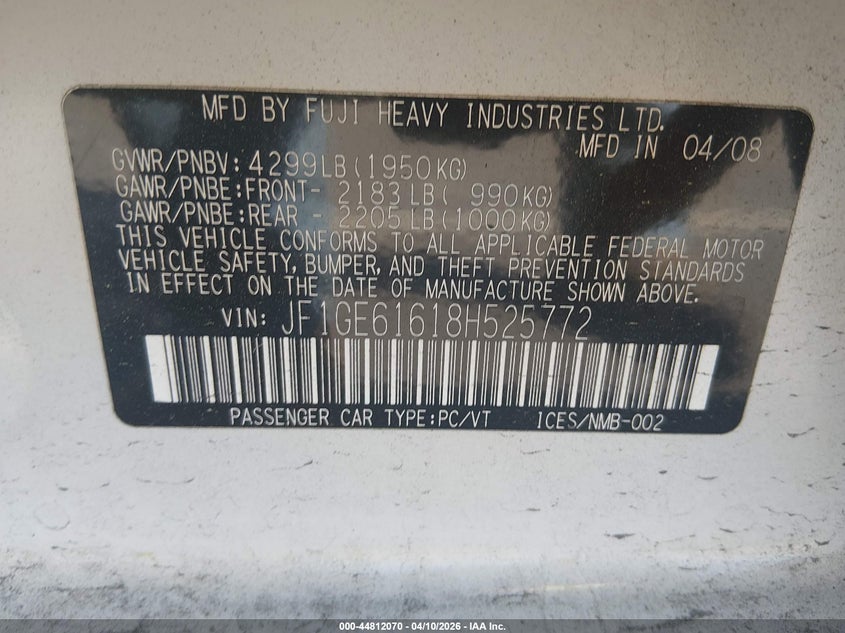 MFD BY FUJI HEAVY INDUSTRIES LTD.
MFD IN 04/08
GVWR/PNBV: 4299LB(1950KG)
GAWR/PNBE:FRONT- 2183LB( 990KG)
GAWR/PNBE:REAR - 2205LB(1000KG)
THIS VEHICLE CONFORMS TO ALL APPLICABLE FEDERAL MOTOR
VEHICLE SAFETY, BUMPER, AND THEFT PREVENTION STANDARDS
IN EFFECT ON THE DATE OF MANUFACTURE SHOWN ABOVE.
VIN: JF1GE61618H525772
PASSENGER CAR TYPE:PC/VT ICES/NMB-002
000-44812070 - 04/10/2026 - IAA Inc.